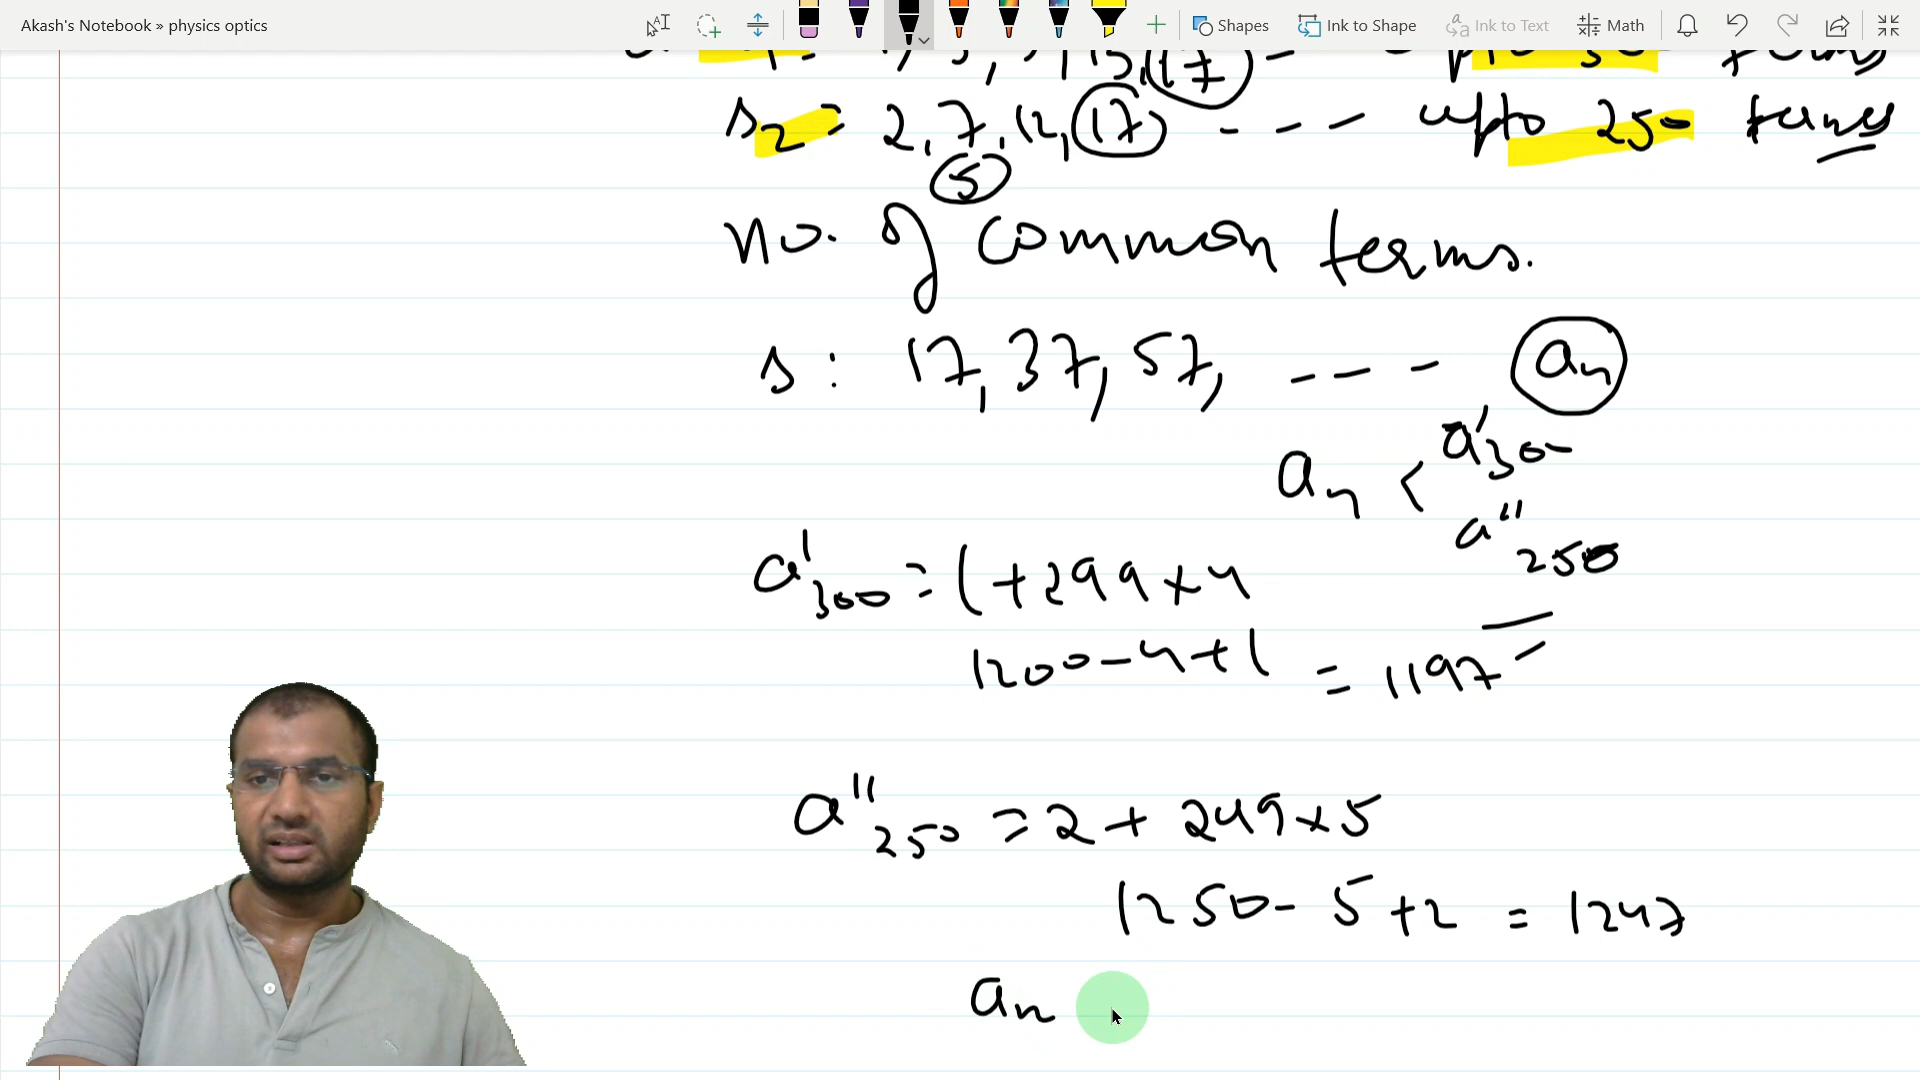 Akash's Notebook » physics optics
Shapes Ink to Shape Ink to Text Math
17
s2 = 2, 7, 12, 17 - - - upto 250 terms
5
no. of common terms.
s : 17, 37, 57, - - - an
an < a'300
a''250
a'300 = 1 + 299 x 4
1200 - 4 + 1 = 1197
a''250 = 2 + 249 x 5
1250 - 5 + 2 = 1247
an